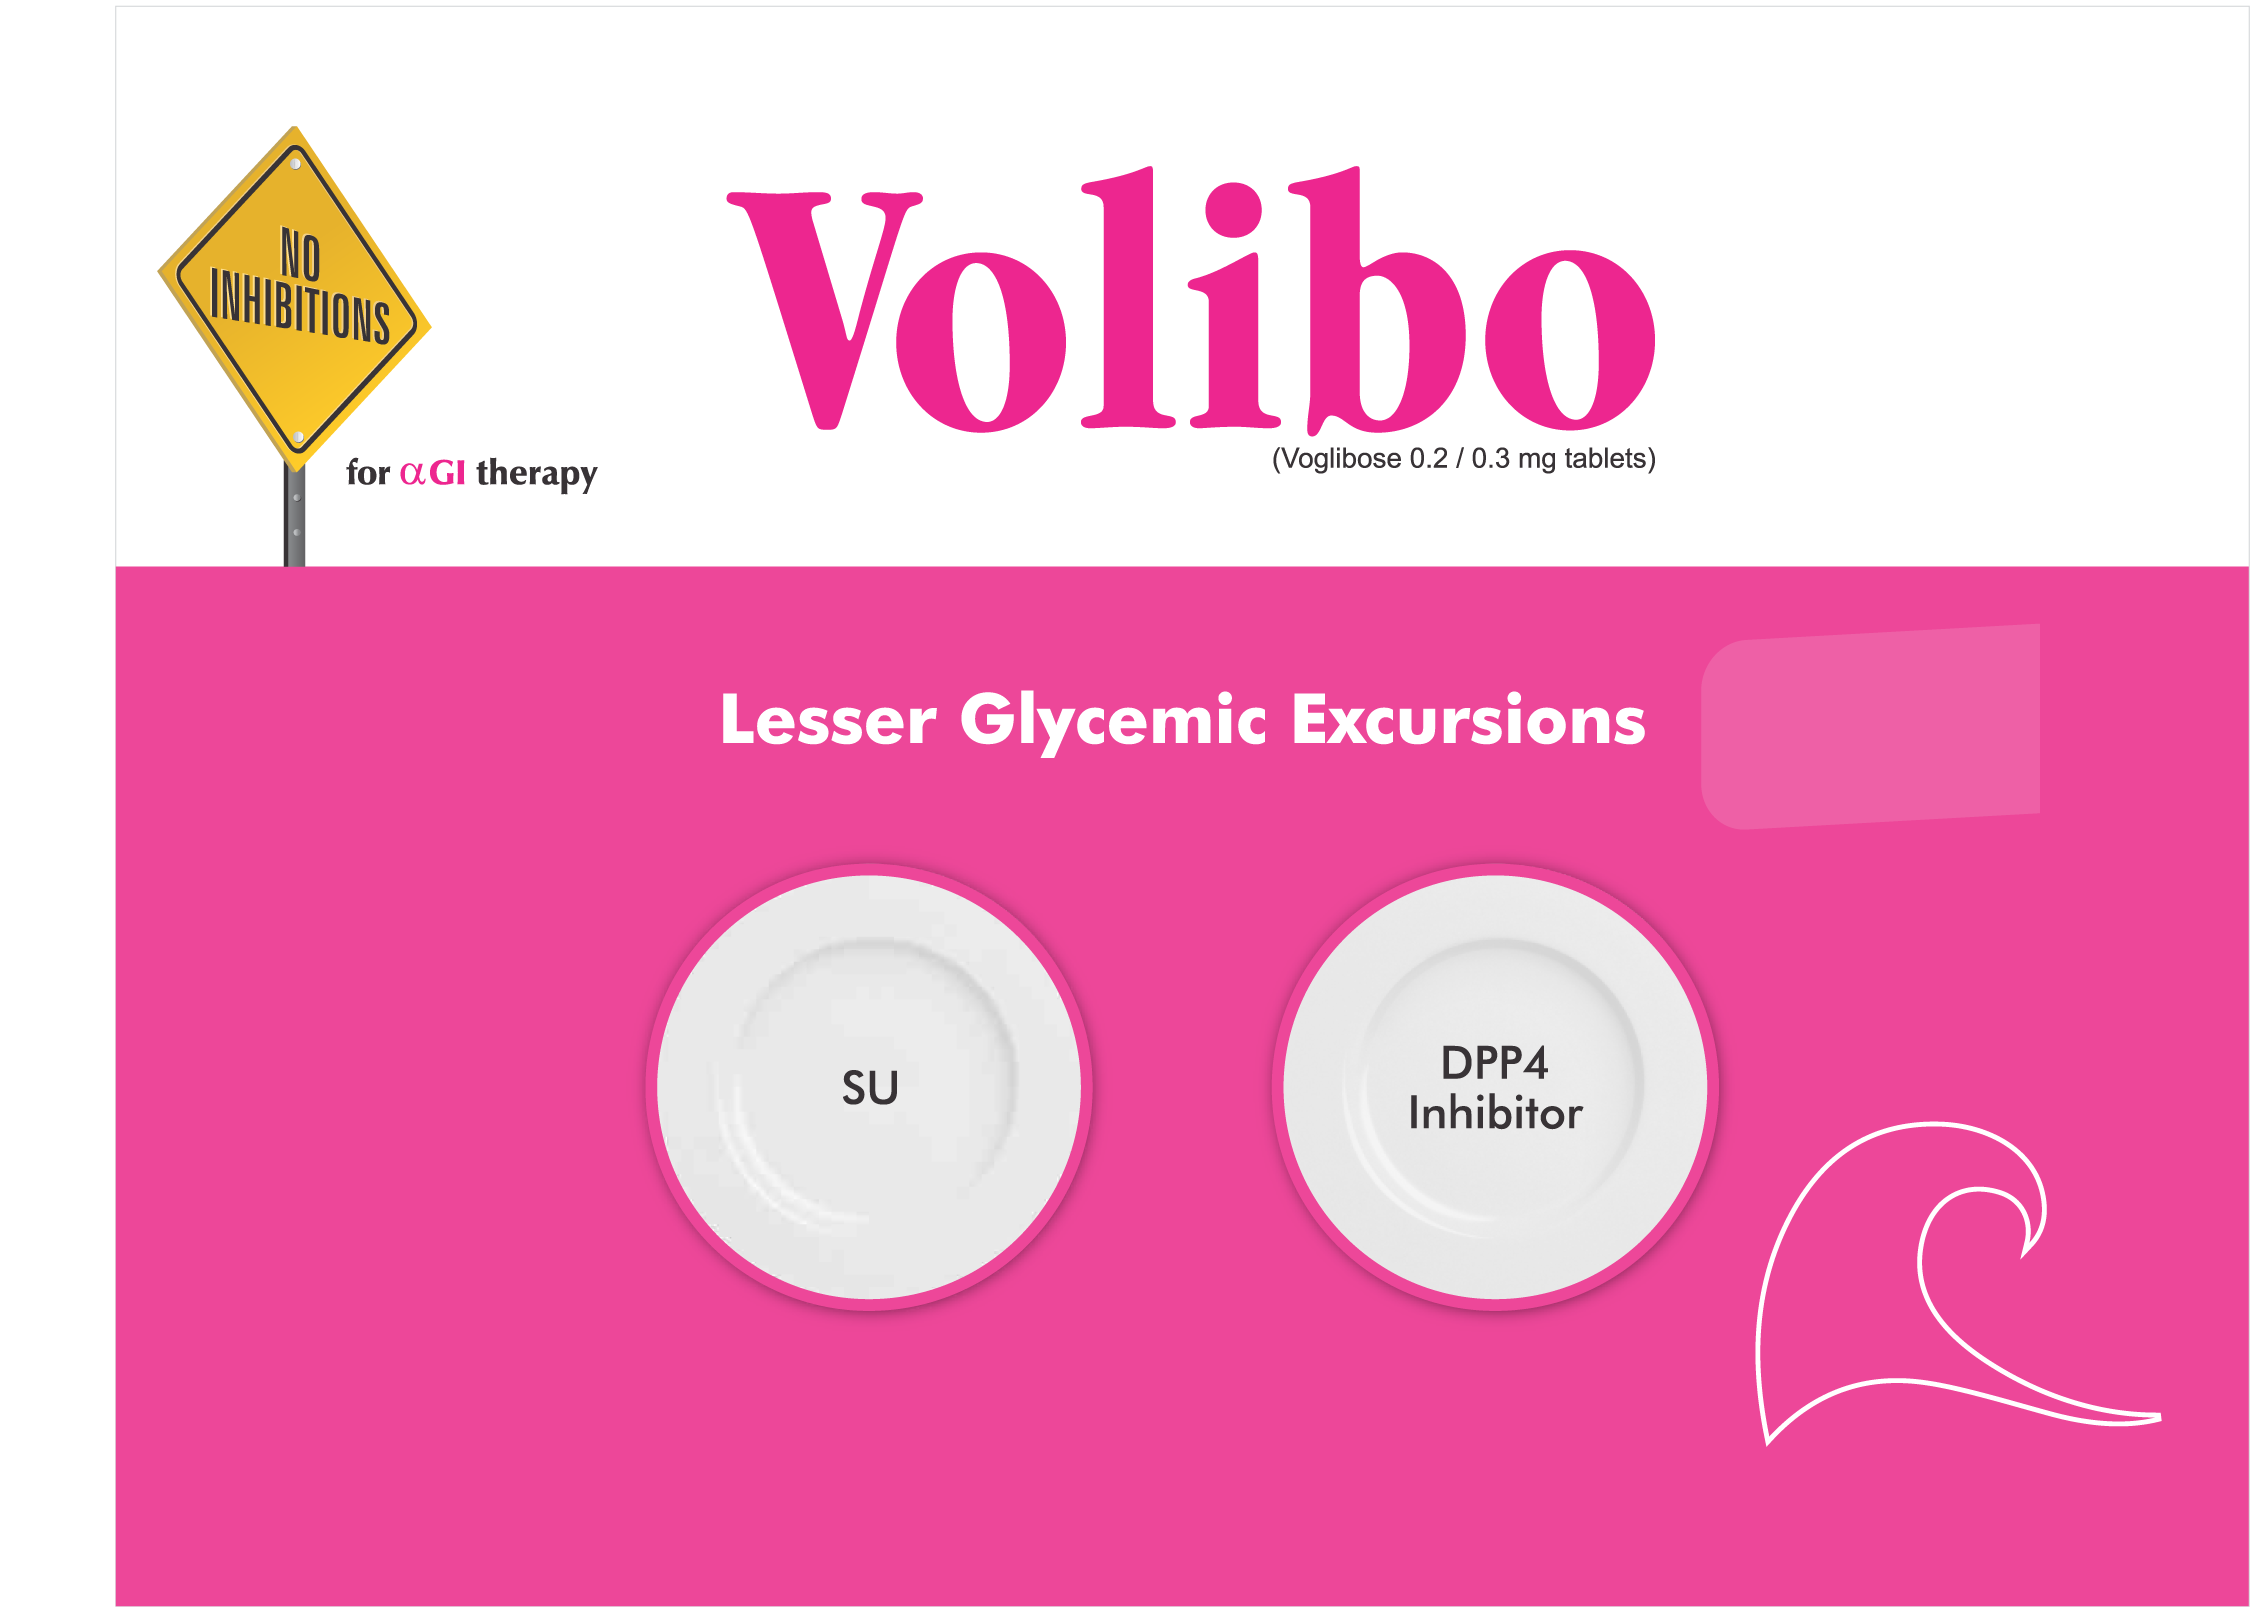 NO
INHIBITIONS
for αGI therapy
Volibo
(Voglibose 0.2 / 0.3 mg tablets)
Lesser Glycemic Excursions
SU
DPP4
Inhibitor